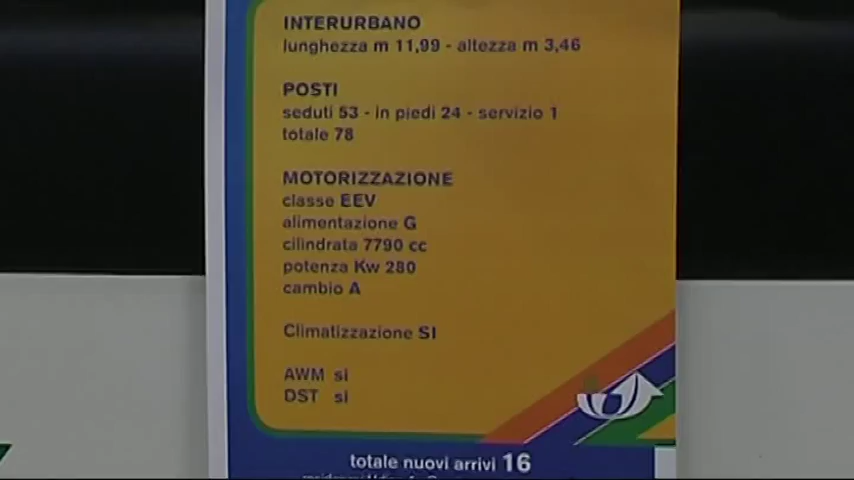 INTERURBANO
lunghezza m 11,99 - altezza m 3,46
POSTI
seduti 53 - in piedi 24 - servizio 1
totale 78
MOTORIZZAZIONE
classe EEV
alimentazione G
cilindrata 7790 cc
potenza Kw 280
cambio A
Climatizzazione SI
AWM si
DST si
totale nuovi arrivi 16